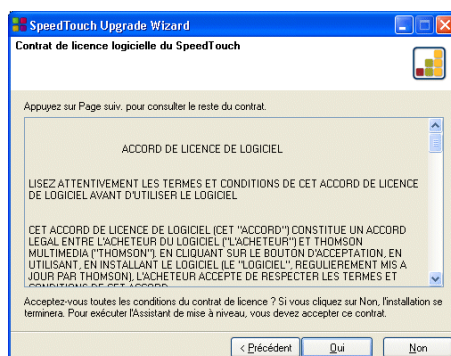 SpeedTouch Upgrade Wizard
Contrat de licence logicielle du SpeedTouch
Appuyez sur Page suiv. pour consulter le reste du contrat.
ACCORD DE LICENCE DE LOGICIEL
LISEZ ATTENTIVEMENT LES TERMES ET CONDITIONS DE CET ACCORD DE LICENCE
DE LOGICIEL AVANT D'UTILISER LE LOGICIEL
CET ACCORD DE LICENCE DE LOGICIEL (CET "ACCORD") CONSTITUE UN ACCORD
LEGAL ENTRE L'ACHETEUR DU LOGICIEL ("L'ACHETEUR") ET THOMSON
MULTIMEDIA ("THOMSON"). EN CLIQUANT SUR LE BOUTON D'ACCEPTATION, EN
UTILISANT, EN INSTALLANT LE LOGICIEL (LE "LOGICIEL", REGULIEREMENT MIS A
JOUR PAR THOMSON), L'ACHETEUR ACCEPTE DE RESPECTER LES TERMES ET
CONDITIONS DE CET ACCORD
Acceptez-vous toutes les conditions du contrat de licence ? Si vous cliquez sur Non, l'installation se
terminera. Pour exécuter l'Assistant de mise à niveau, vous devez accepter ce contrat.
< Précédent Oui Non